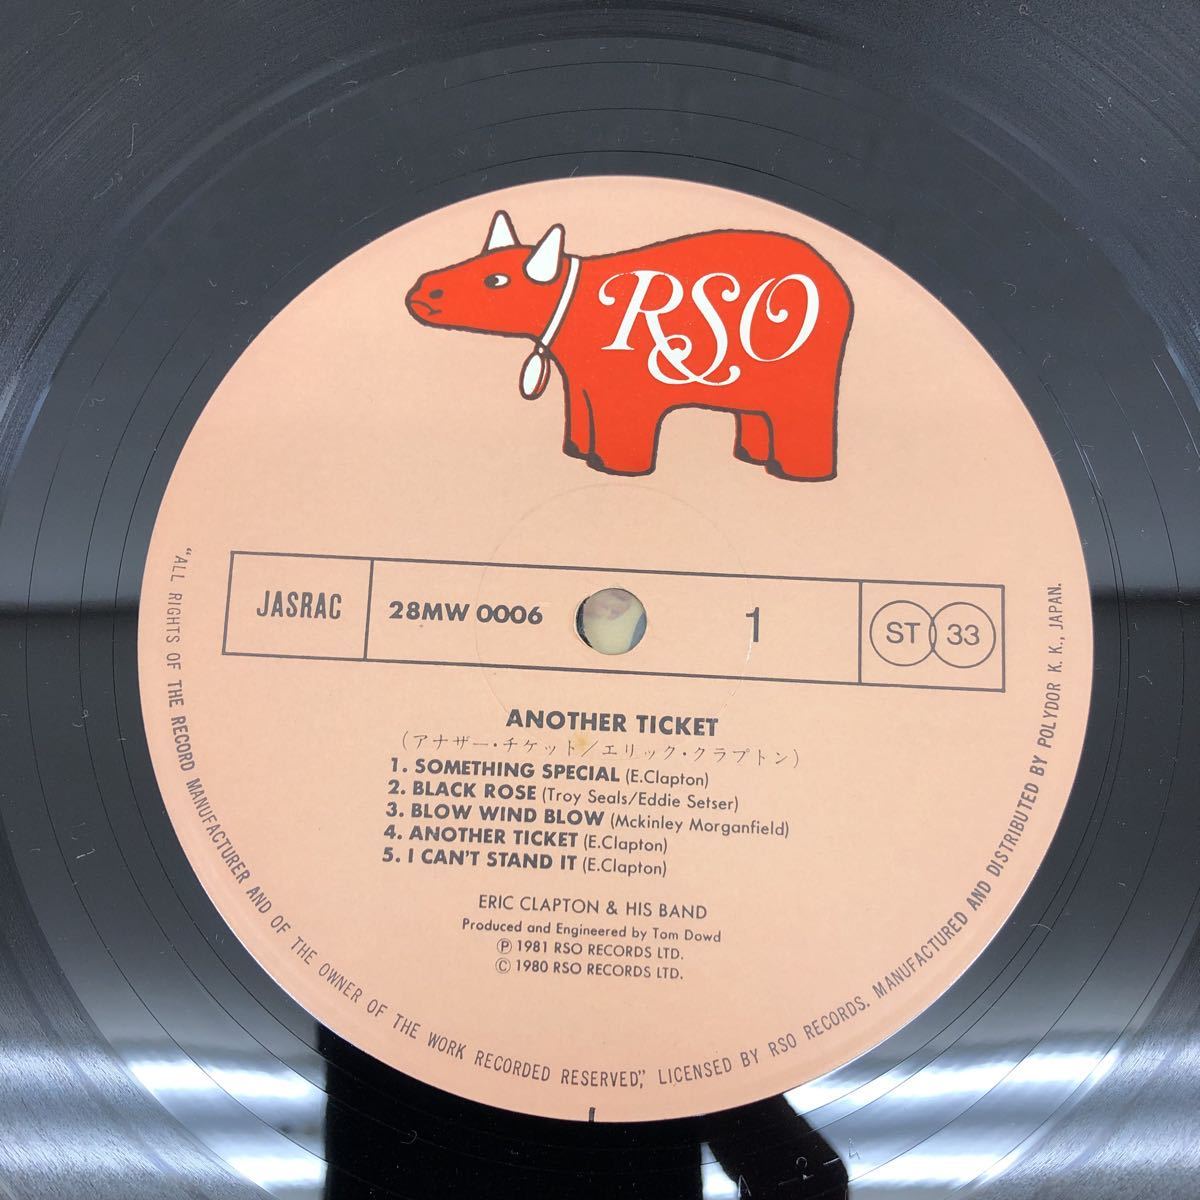 RSO
JASRAC
28MW 0006
1
ST 33
ANOTHER TICKET
(アナザー・チケット／エリック・クラプトン)
1. SOMETHING SPECIAL (E.Clapton)
2. BLACK ROSE (Troy Seals/Eddie Setser)
3. BLOW WIND BLOW (Mckinley Morganfield)
4. ANOTHER TICKET (E.Clapton)
5. I CAN'T STAND IT (E.Clapton)
ERIC CLAPTON & HIS BAND
Produced and Engineered by Tom Dowd
Ⓟ 1981 RSO RECORDS LTD.
© 1980 RSO RECORDS LTD.
"ALL RIGHTS OF THE RECORD MANUFACTURER AND OF THE OWNER OF THE WORK RECORDED RESERVED," LICENSED BY RSO RECORDS. MANUFACTURED AND DISTRIBUTED BY POLYDOR K. K., JAPAN.
A-2-4